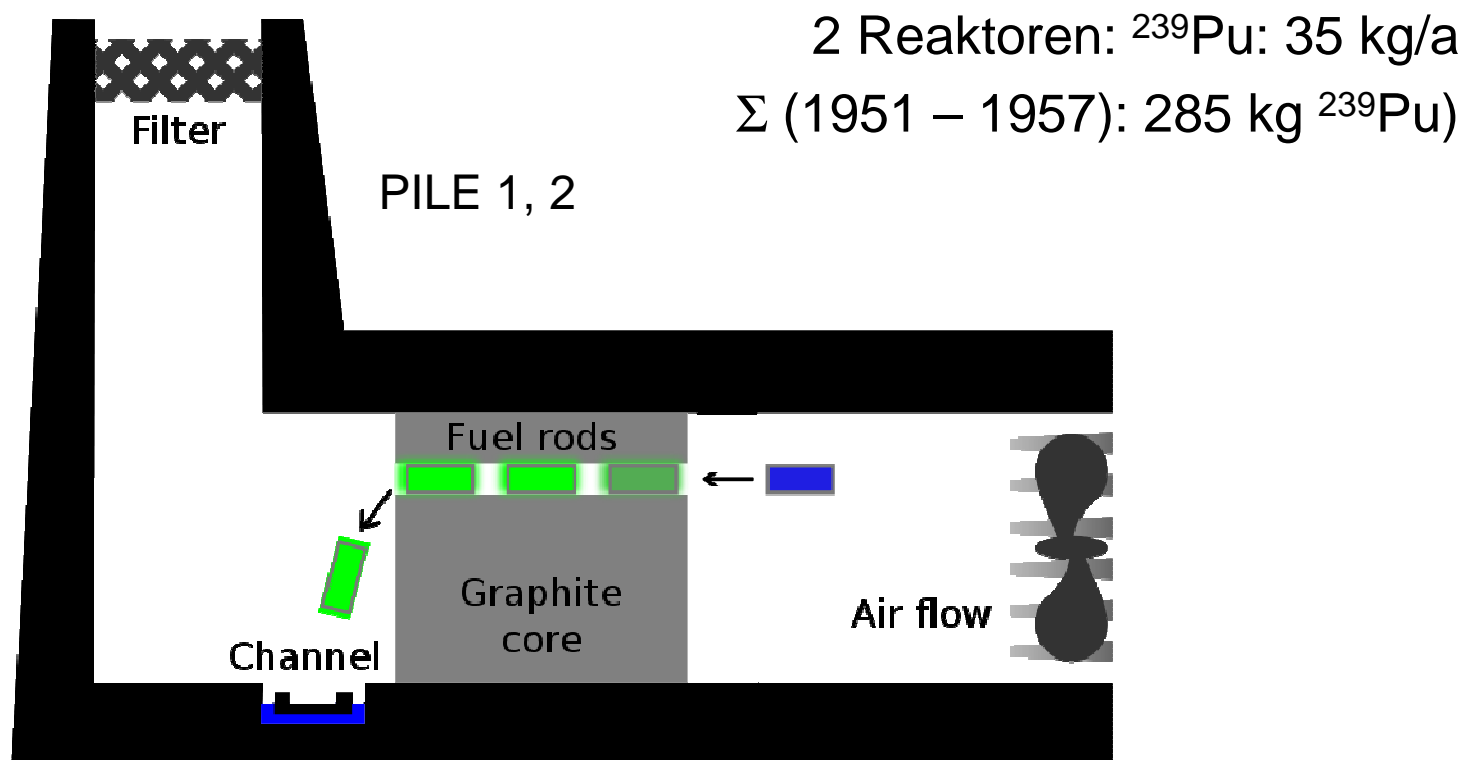 2 Reaktoren: ²³⁹Pu: 35 kg/a
Σ (1951 – 1957): 285 kg ²³⁹Pu)
Filter
PILE 1, 2
Fuel rods
Graphite
core
Air flow
Channel